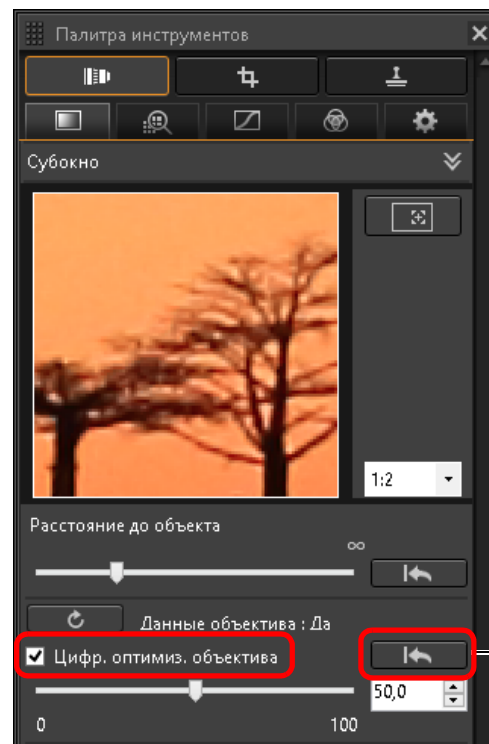 Палитра инструментов
Субокно
1:2
Расстояние до объекта
∞
Данные объектива : Да
Цифр. оптимиз. объектива
50,0
0 100